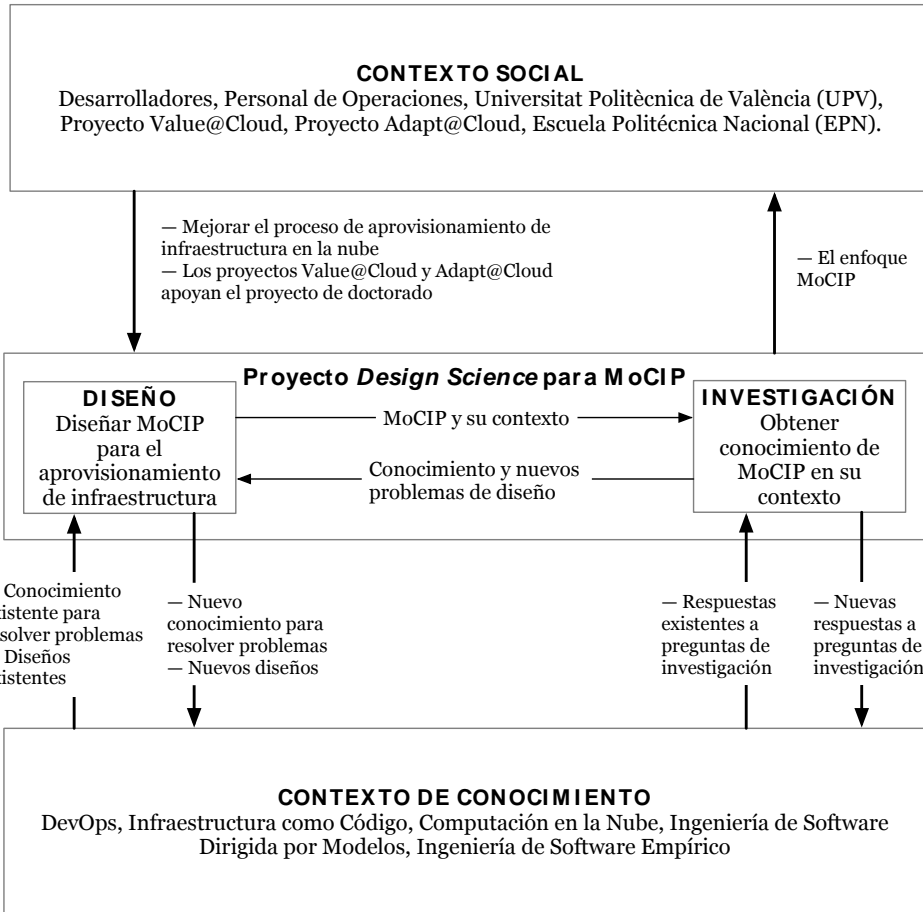 CONTEXTO SOCIAL
Desarrolladores, Personal de Operaciones, Universitat Politècnica de València (UPV),
Proyecto Value@Cloud, Proyecto Adapt@Cloud, Escuela Politécnica Nacional (EPN).
— Mejorar el proceso de aprovisionamiento de
infraestructura en la nube
— Los proyectos Value@Cloud y Adapt@Cloud
apoyan el proyecto de doctorado
— El enfoque
MoCIP
Proyecto Design Science para MoCIP
DISEÑO
Diseñar MoCIP
para el
aprovisionamiento
de infraestructura
MoCIP y su contexto
Conocimiento y nuevos
problemas de diseño
INVESTIGACIÓN
Obtener
conocimiento de
MoCIP en su
contexto
Conocimiento
istente para
solver problemas
Diseños
istentes
— Nuevo
conocimiento para
resolver problemas
— Nuevos diseños
— Respuestas
existentes a
preguntas de
investigación
— Nuevas
respuestas a
preguntas de
investigación
CONTEXTO DE CONOCIMIENTO
DevOps, Infraestructura como Código, Computación en la Nube, Ingeniería de Software
Dirigida por Modelos, Ingeniería de Software Empírico